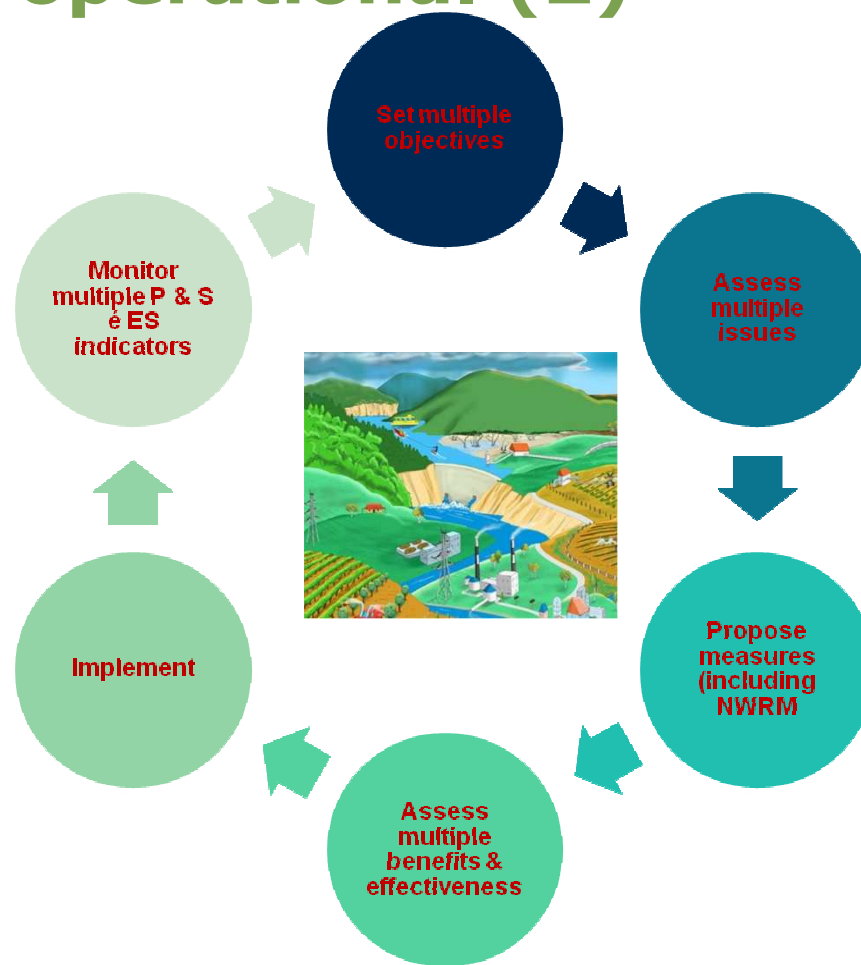 operational (2)
Set multiple
objectives
Assess
multiple
issues
Propose
measures
(including
NWRM
Assess
multiple
benefits &
effectiveness
Implement
Monitor
multiple P & S
è ES
indicators